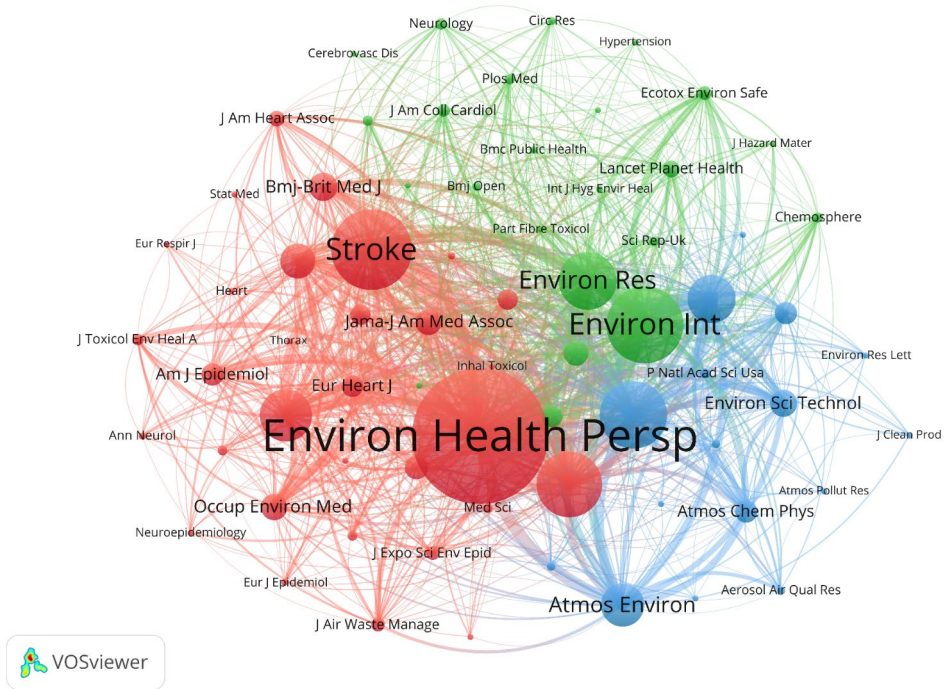 Neurology
Circ Res
Hypertension
Cerebrovasc Dis
Plos Med
Ecotox Environ Safe
J Am Heart Assoc
J Am Coll Cardiol
J Hazard Mater
Bmc Public Health
Lancet Planet Health
Bmj-Brit Med J
Bmj Open
Int J Hyg Envir Heal
Stat Med
Chemosphere
Part Fibre Toxicol
Eur Respir J
Stroke
Sci Rep-Uk
Environ Res
Heart
Jama-J Am Med Assoc
Environ Int
J Toxicol Env Heal A
Thorax
Environ Res Lett
Inhal Toxicol
P Natl Acad Sci Usa
Am J Epidemiol
Eur Heart J
Environ Sci Technol
Ann Neurol
Environ Health Persp
J Clean Prod
Atmos Pollut Res
Occup Environ Med
Med Sci
Atmos Chem Phys
Neuroepidemiology
J Expo Sci Env Epid
Eur J Epidemiol
Aerosol Air Qual Res
Atmos Environ
J Air Waste Manage
VOSviewer